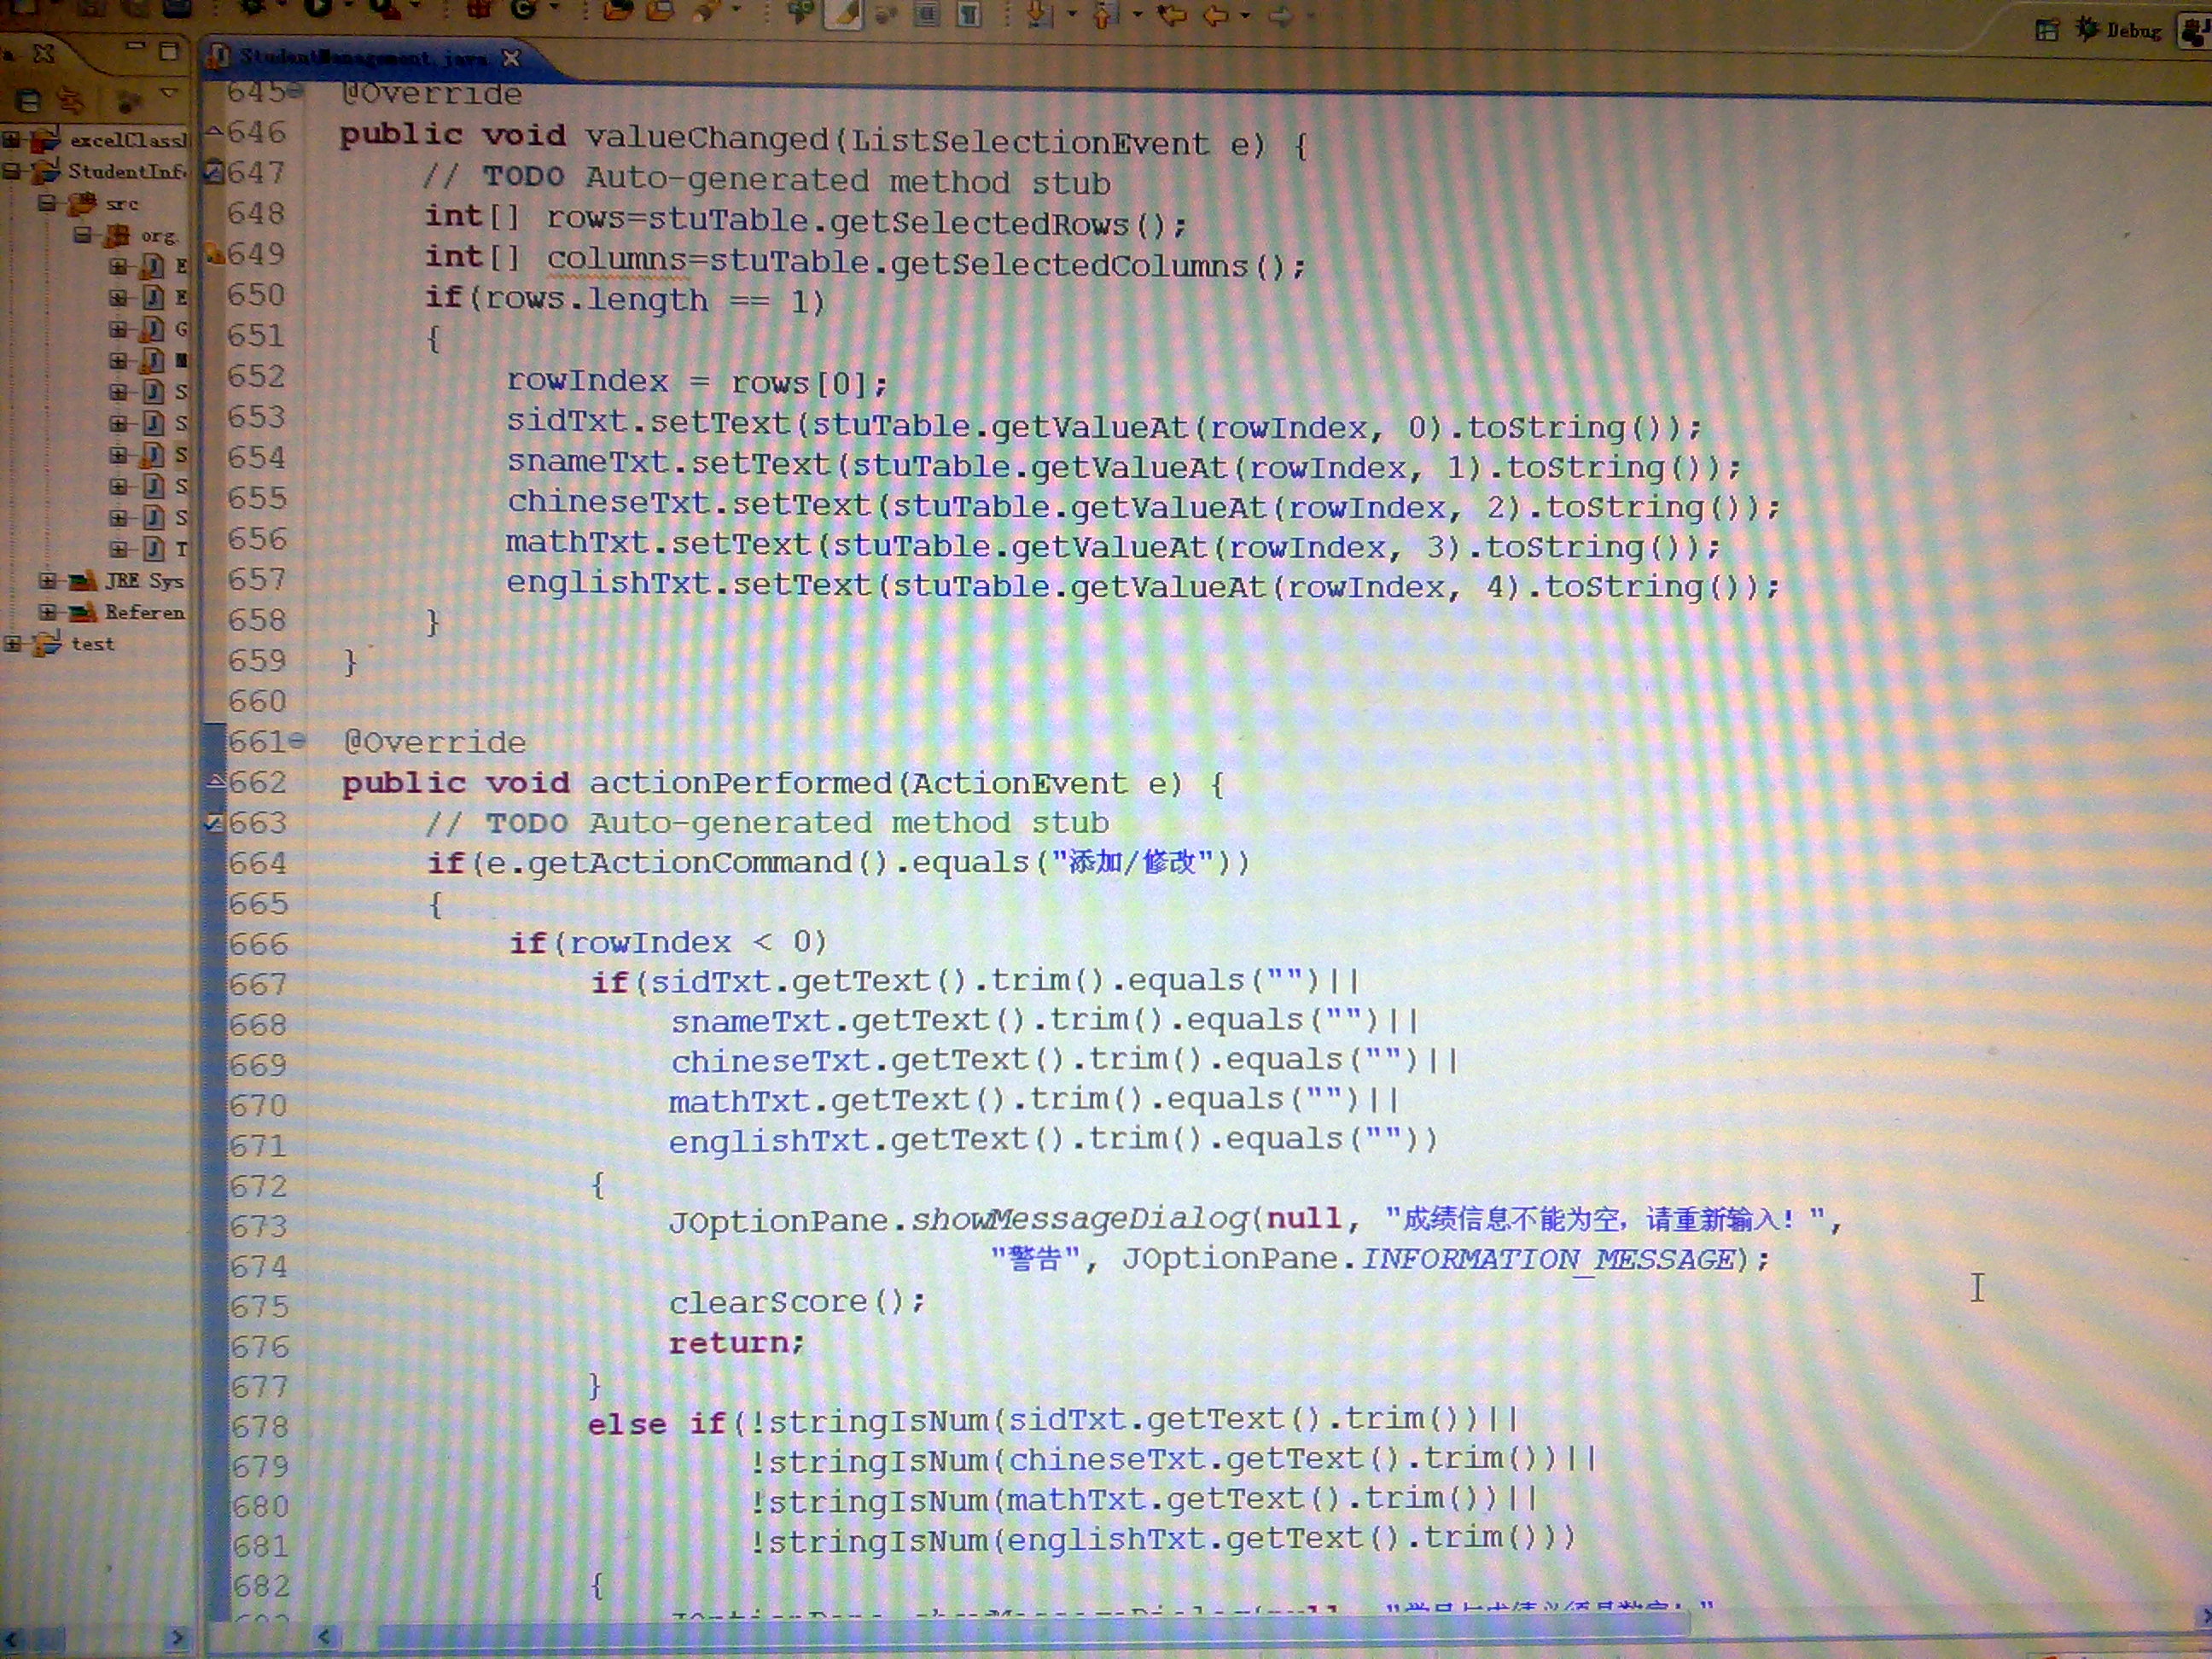 Debug
StudentManagement.java
excelClassl
StudentInf
src
org.
E
E
G
M
S
S
S
S
S
T
JRE Sys
Referen
test
645 @Override
646 public void valueChanged(ListSelectionEvent e) {
647 // TODO Auto-generated method stub
648 int[] rows=stuTable.getSelectedRows();
649 int[] columns=stuTable.getSelectedColumns();
650 if(rows.length == 1)
651 {
652 rowIndex = rows[0];
653 sidTxt.setText(stuTable.getValueAt(rowIndex, 0).toString());
654 snameTxt.setText(stuTable.getValueAt(rowIndex, 1).toString());
655 chineseTxt.setText(stuTable.getValueAt(rowIndex, 2).toString());
656 mathTxt.setText(stuTable.getValueAt(rowIndex, 3).toString());
657 englishTxt.setText(stuTable.getValueAt(rowIndex, 4).toString());
658 }
659 }
660
661 @Override
662 public void actionPerformed(ActionEvent e) {
663 // TODO Auto-generated method stub
664 if(e.getActionCommand().equals("添加/修改"))
665 {
666 if(rowIndex < 0)
667 if(sidTxt.getText().trim().equals("")||
668 snameTxt.getText().trim().equals("")||
669 chineseTxt.getText().trim().equals("")||
670 mathTxt.getText().trim().equals("")||
671 englishTxt.getText().trim().equals(""))
672 {
673 JOptionPane.showMessageDialog(null, "成绩信息不能为空，请重新输入！",
674 "警告", JOptionPane.INFORMATION_MESSAGE);
675 clearScore();
676 return;
677 }
678 else if(!stringIsNum(sidTxt.getText().trim())||
679 !stringIsNum(chineseTxt.getText().trim())||
680 !stringIsNum(mathTxt.getText().trim())||
681 !stringIsNum(englishTxt.getText().trim()))
682 {